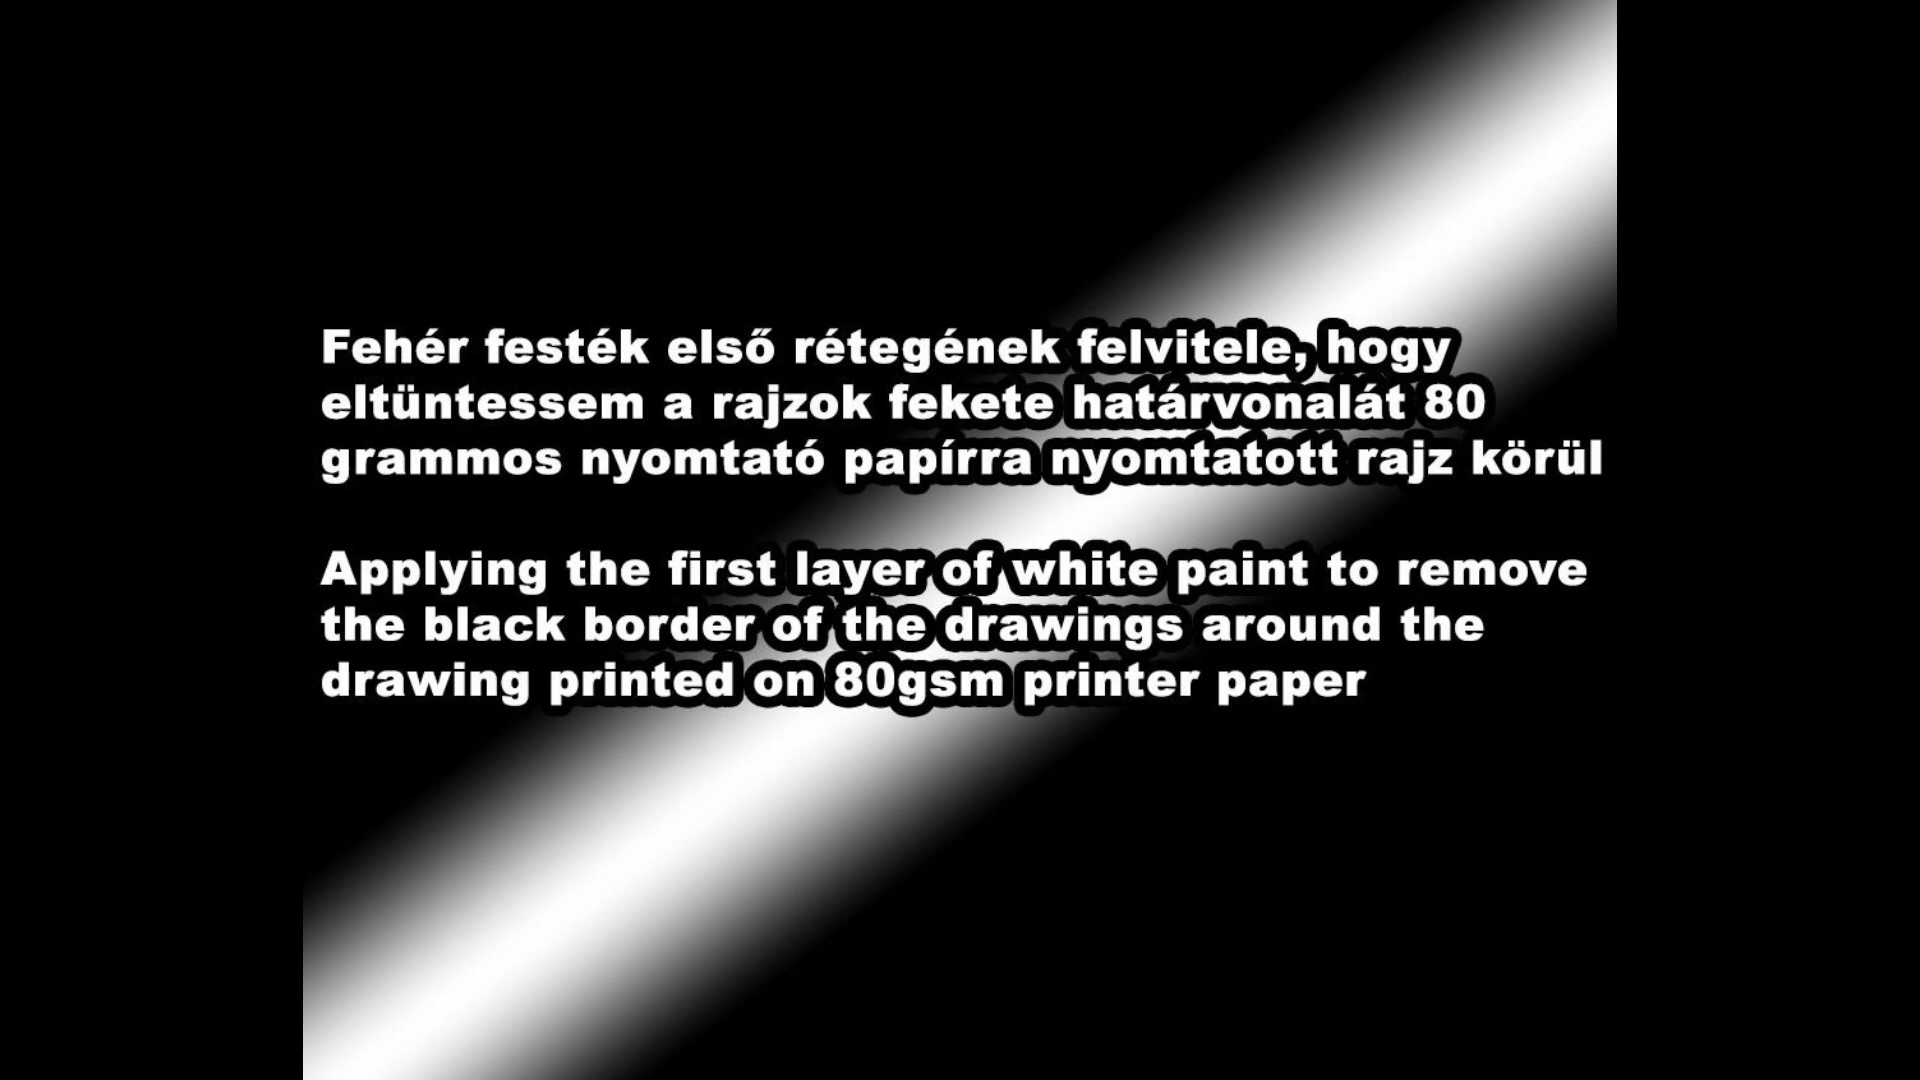 Fehér festék első rétegének felvitele, hogy
eltüntessem a rajzok fekete határvonalát 80
grammos nyomtató papírra nyomtatott rajz körül
Applying the first layer of white paint to remove
the black border of the drawings around the
drawing printed on 80gsm printer paper